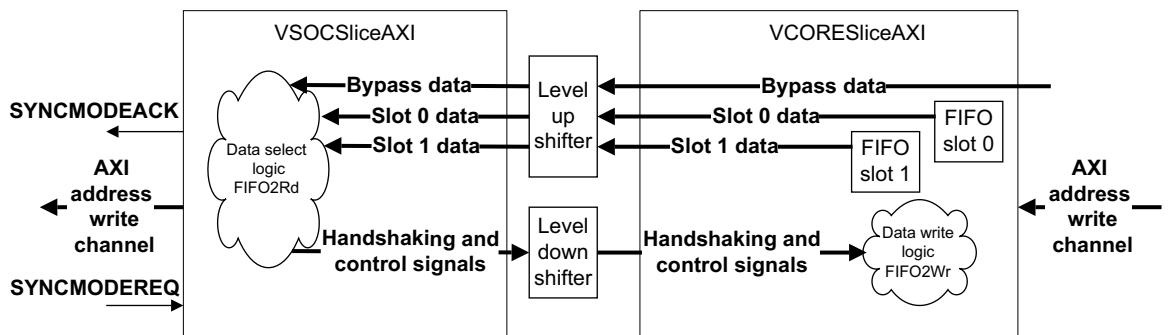 VSOCSliceAXI
VCORESliceAXI
SYNCMODEACK
AXI
address
write
channel
SYNCMODEREQ
Data select
logic
FIFO2Rd
Bypass data
Slot 0 data
Slot 1 data
Handshaking and
control signals
Level
up
shifter
Level
down
shifter
Bypass data
Slot 0 data
Slot 1 data
FIFO
slot 0
FIFO
slot 1
Handshaking and
control signals
Data write
logic
FIFO2Wr
AXI
address
write
channel